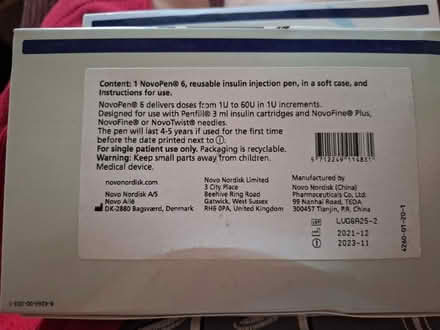 Content: 1 NovoPen® 6, reusable insulin injection pen, in a soft case, and
Instructions for use.
NovoPen® 6 delivers doses from 1U to 60U in 1U increments.
Designed for use with Penfill® 3 ml insulin cartridges and NovoFine® Plus,
NovoFine® or NovoTwist® needles.
The pen will last 4-5 years if used for the first time
before the date printed next to
For single patient use only. Packaging is recyclable.
Warning: Keep small parts away from children.
Medical device.
novonordisk.com
Novo Nordisk A/S
Novo Allé
DK-2880 Bagsværd, Denmark
Novo Nordisk Limited
3 City Place
Beehive Ring Road
Gatwick, West Sussex
RH6 0PA, United Kingdom
Manufactured by
Novo Nordisk (China)
Pharmaceuticals Co., Ltd.
99 Nanhai Road, TEDA
300457 Tianjin, P.R. China
LOT LVG8A25-2
2021-12
2023-11
4260-01-20-1